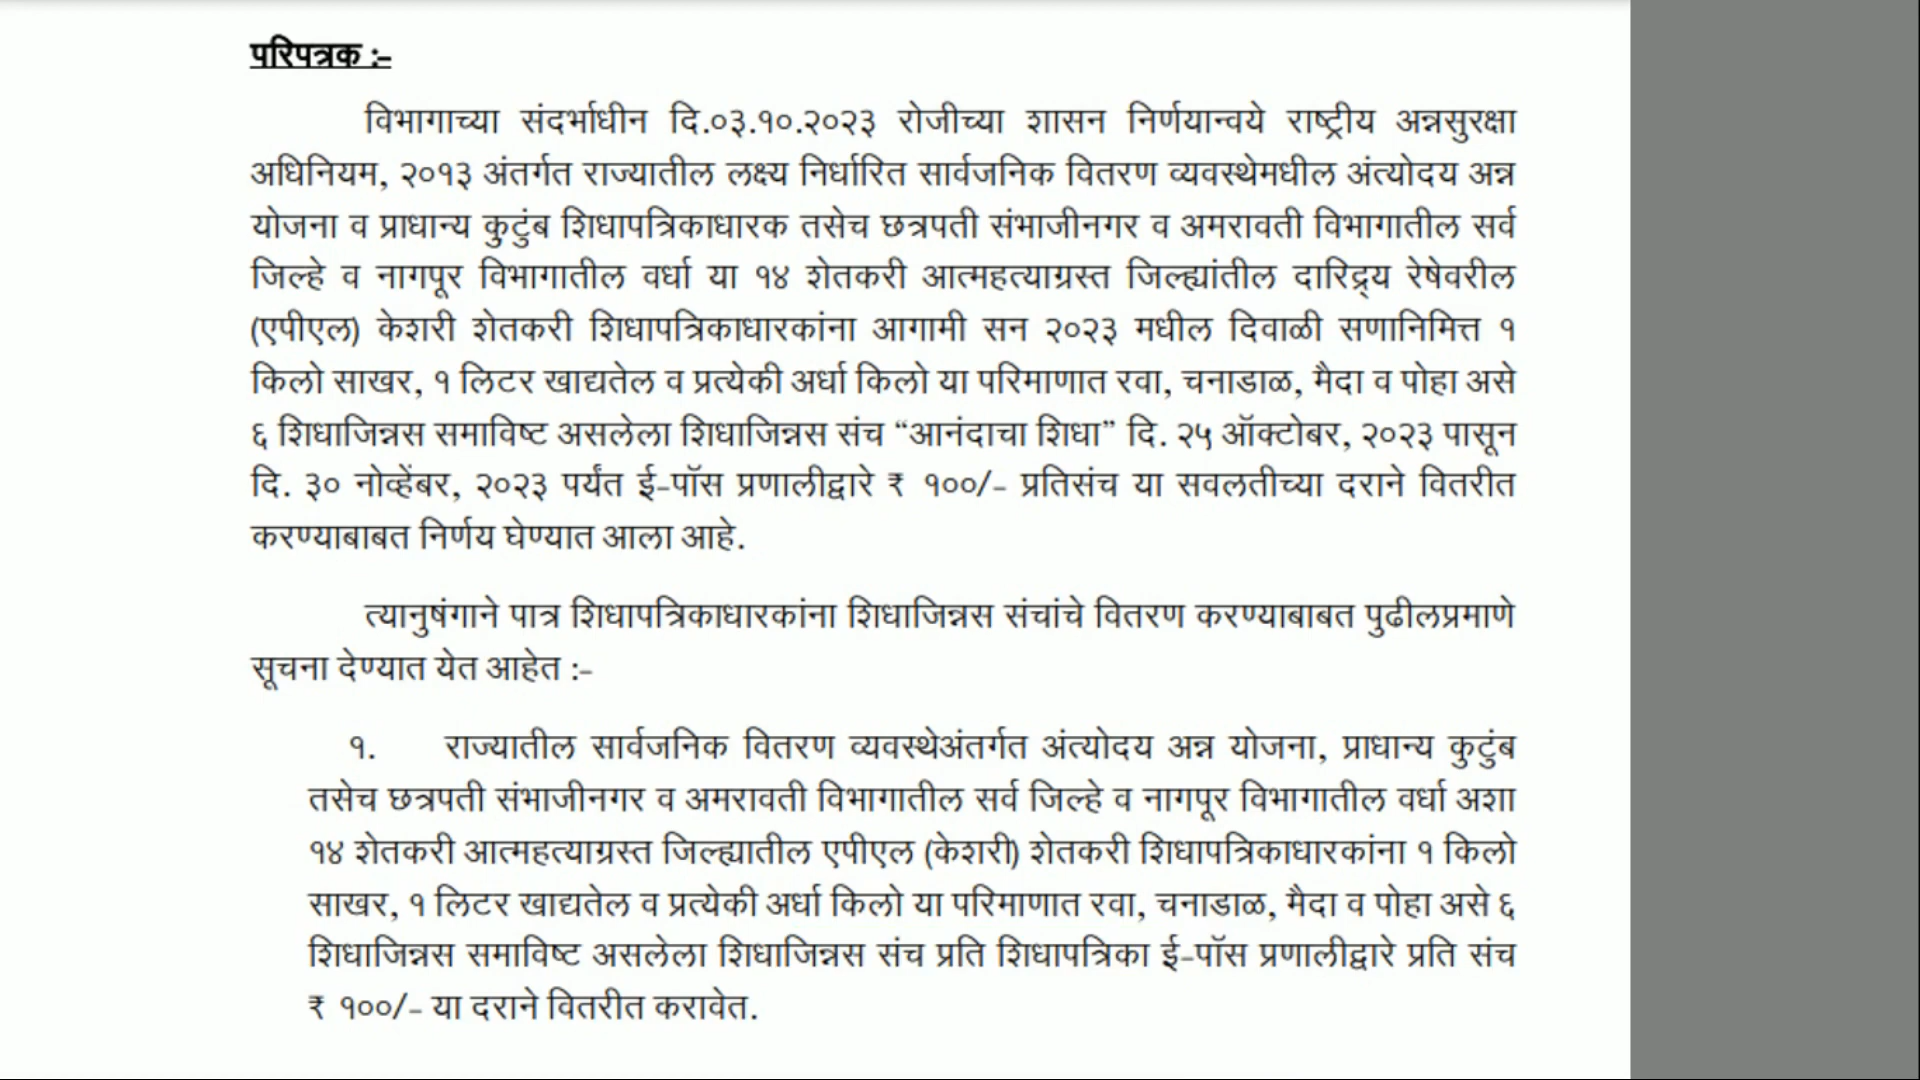 परिपत्रक :-
विभागाच्या संदर्भाधीन दि.०३.१०.२०२३ रोजीच्या शासन निर्णयान्वये राष्ट्रीय अन्नसुरक्षा
अधिनियम, २०१३ अंतर्गत राज्यातील लक्ष्य निर्धारित सार्वजनिक वितरण व्यवस्थेमधील अंत्योदय अन्न
योजना व प्राधान्य कुटुंब शिधापत्रिकाधारक तसेच छत्रपती संभाजीनगर व अमरावती विभागातील सर्व
जिल्हे व नागपूर विभागातील वर्धा या १४ शेतकरी आत्महत्याग्रस्त जिल्ह्यांतील दारिद्र्य रेषेवरील
(एपीएल) केशरी शेतकरी शिधापत्रिकाधारकांना आगामी सन २०२३ मधील दिवाळी सणानिमित्त १
किलो साखर, १ लिटर खाद्यतेल व प्रत्येकी अर्धा किलो या परिमाणात रवा, चनाडाळ, मैदा व पोहा असे
६ शिधाजिन्नस समाविष्ट असलेला शिधाजिन्नस संच “आनंदाचा शिधा” दि. २५ ऑक्टोबर, २०२३ पासून
दि. ३० नोव्हेंबर, २०२३ पर्यंत ई-पॉस प्रणालीद्वारे ₹ १००/- प्रतिसंच या सवलतीच्या दराने वितरीत
करण्याबाबत निर्णय घेण्यात आला आहे.
त्यानुषंगाने पात्र शिधापत्रिकाधारकांना शिधाजिन्नस संचांचे वितरण करण्याबाबत पुढीलप्रमाणे
सूचना देण्यात येत आहेत :-
१. राज्यातील सार्वजनिक वितरण व्यवस्थेअंतर्गत अंत्योदय अन्न योजना, प्राधान्य कुटुंब
तसेच छत्रपती संभाजीनगर व अमरावती विभागातील सर्व जिल्हे व नागपूर विभागातील वर्धा अशा
१४ शेतकरी आत्महत्याग्रस्त जिल्ह्यातील एपीएल (केशरी) शेतकरी शिधापत्रिकाधारकांना १ किलो
साखर, १ लिटर खाद्यतेल व प्रत्येकी अर्धा किलो या परिमाणात रवा, चनाडाळ, मैदा व पोहा असे ६
शिधाजिन्नस समाविष्ट असलेला शिधाजिन्नस संच प्रति शिधापत्रिका ई-पॉस प्रणालीद्वारे प्रति संच
₹ १००/- या दराने वितरीत करावेत.